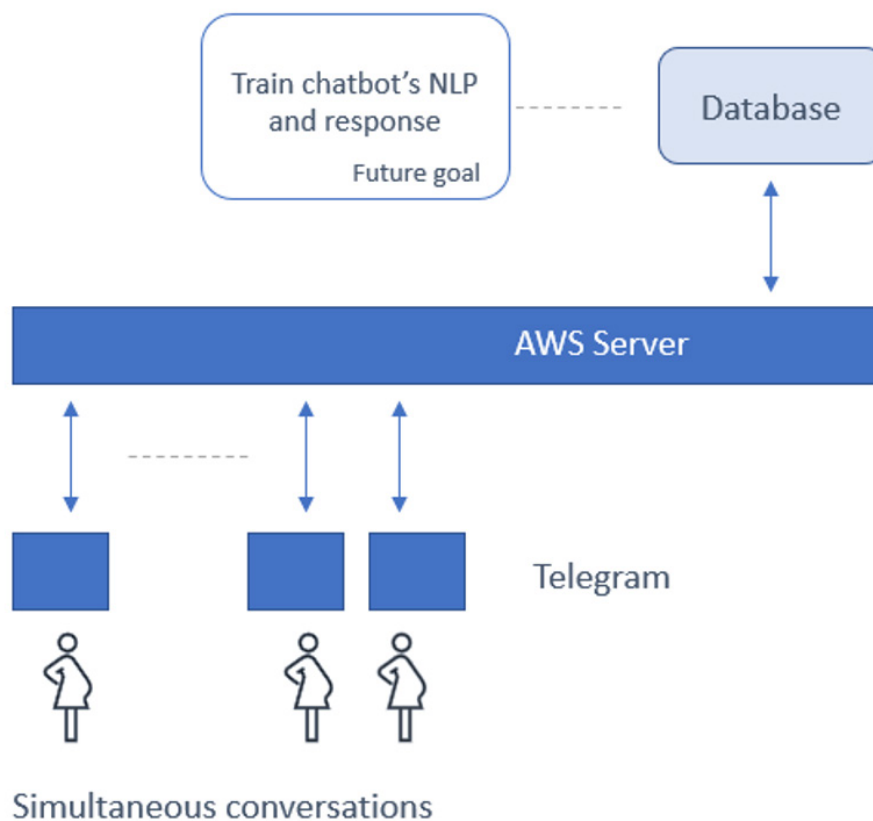 Train chatbot's NLP
and response
Future goal
Database
AWS Server
Telegram
Simultaneous conversations